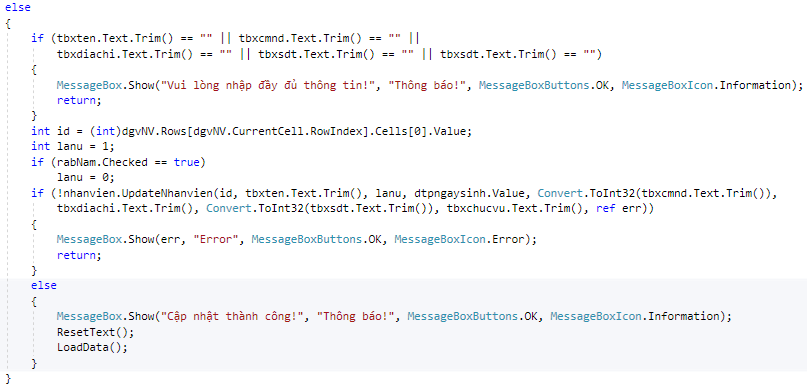 else
{
if (tbxten.Text.Trim() == "" || tbxcmnd.Text.Trim() == "" ||
tbxdiachi.Text.Trim() == "" || tbxsdt.Text.Trim() == "" || tbxsdt.Text.Trim() == "")
{
MessageBox.Show("Vui lòng nhập đầy đủ thông tin!", "Thông báo!", MessageBoxButtons.OK, MessageBoxIcon.Information);
return;
}
int id = (int)dgvNV.Rows[dgvNV.CurrentCell.RowIndex].Cells[0].Value;
int lanu = 1;
if (rabNam.Checked == true)
lanu = 0;
if (!nhanvien.UpdateNhanvien(id, tbxten.Text.Trim(), lanu, dtpngaysinh.Value, Convert.ToInt32(tbxcmnd.Text.Trim()),
tbxdiachi.Text.Trim(), Convert.ToInt32(tbxsdt.Text.Trim()), tbxchucvu.Text.Trim(), ref err))
{
MessageBox.Show(err, "Error", MessageBoxButtons.OK, MessageBoxIcon.Error);
return;
}
else
{
MessageBox.Show("Cập nhật thành công!", "Thông báo!", MessageBoxButtons.OK, MessageBoxIcon.Information);
ResetText();
LoadData();
}
}